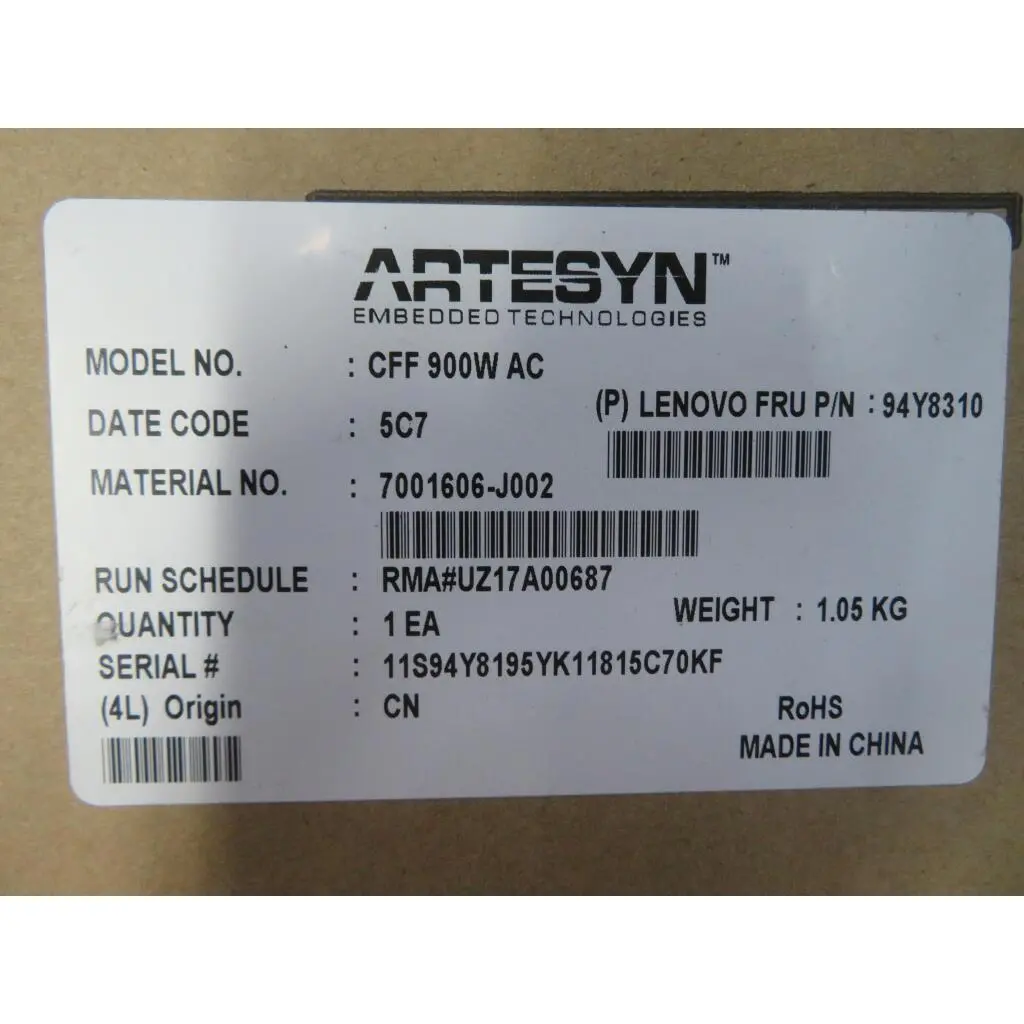 ARTESYN™
EMBEDDED TECHNOLOGIES
MODEL NO. : CFF 900W AC
(P) LENOVO FRU P/N : 94Y8310
DATE CODE : 5C7
MATERIAL NO. : 7001606-J002
RUN SCHEDULE : RMA#UZ17A00687
QUANTITY : 1 EA
WEIGHT : 1.05 KG
SERIAL # : 11S94Y8195YK11815C70KF
(4L) Origin : CN
RoHS
MADE IN CHINA